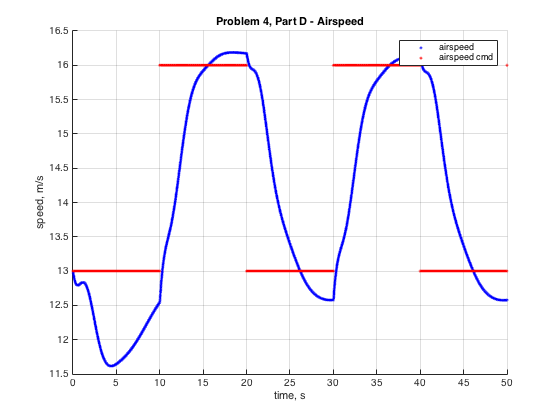 Problem 4, Part D - Airspeed
airspeed
airspeed cmd
16.5
16
15.5
15
14.5
14
13.5
13
12.5
12
11.5
speed, m/s
0 5 10 15 20 25 30 35 40 45 50
time, s